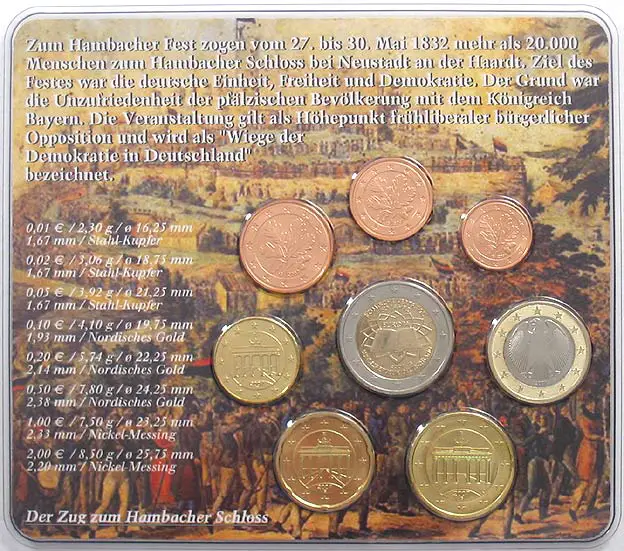 Zum Hambacher Fest zogen vom 27. bis 30. Mai 1832 mehr als 20.000
Menschen zum Hambacher Schloss bei Neustadt an der Haardt. Ziel des
Festes war die deutsche Einheit, Freiheit und Demokratie. Der Grund war
die Unzufriedenheit der pfälzischen Bevölkerung mit dem Königreich
Bayern. Die Veranstaltung gilt als Höhepunkt frühliberaler bürgerlicher
Opposition und wird als "Wiege der
Demokratie in Deutschland"
bezeichnet.
0,01 € / 2,30 g / ø 16,25 mm
1,67 mm / Stahl-Kupfer
0,02 € / 3,06 g / ø 18,75 mm
1,67 mm / Stahl-Kupfer
0,05 € / 3,92 g / ø 21,25 mm
1,67 mm / Stahl-Kupfer
0,10 € / 4,10 g / ø 19,75 mm
1,93 mm / Nordisches Gold
0,20 € / 5,74 g / ø 22,25 mm
2,14 mm / Nordisches Gold
0,50 € / 7,80 g / ø 24,25 mm
2,38 mm / Nordisches Gold
1,00 € / 7,50 g / ø 23,25 mm
2.33 mm / Nickel-Messing
2,00 € / 8,50 g / ø 25,75 mm
2,20 mm / Nickel-Messing
Der Zug zum Hambacher Schloss